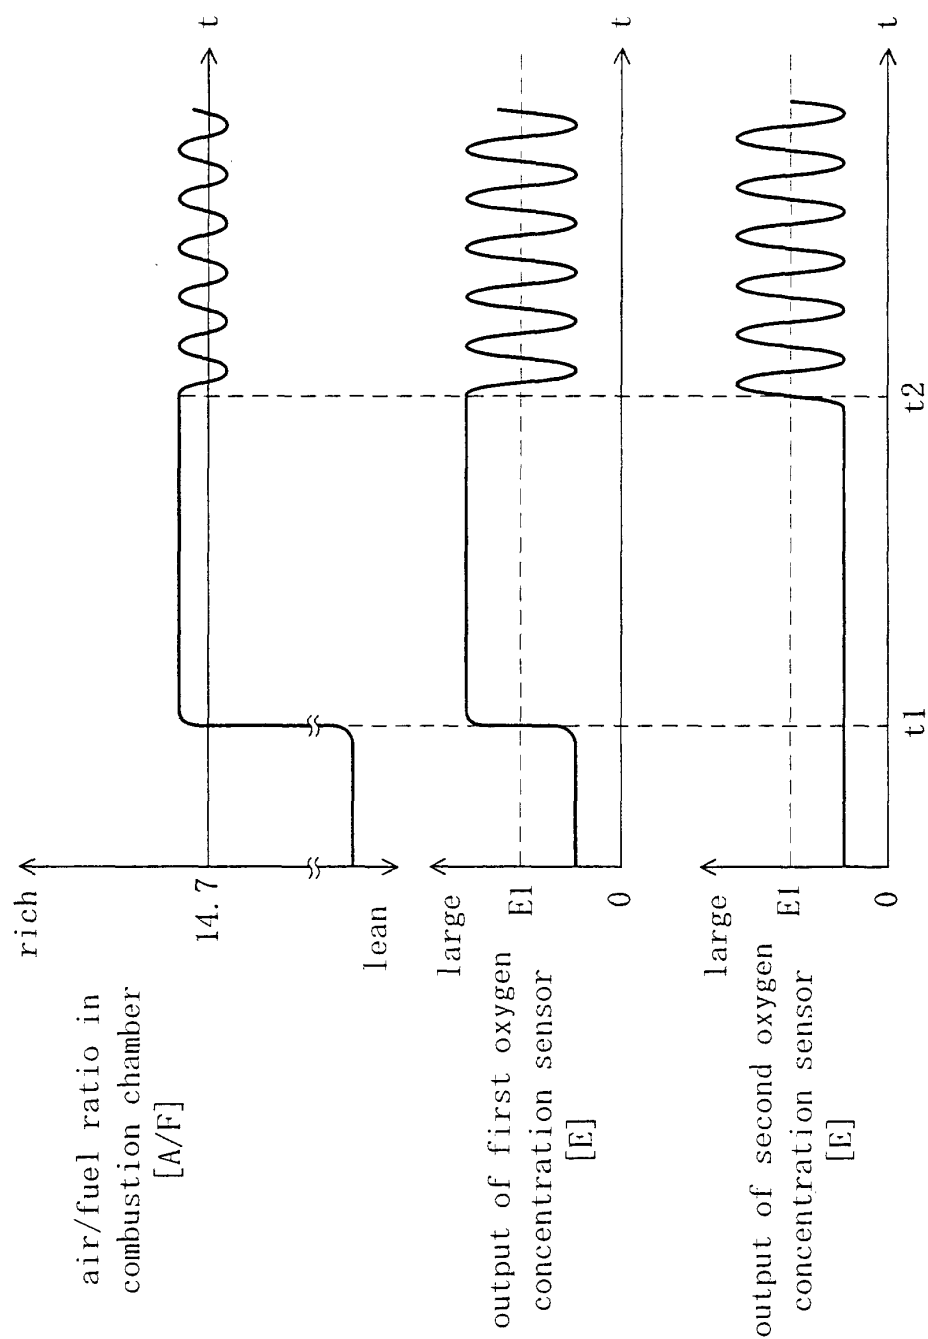 rich
air/fuel ratio in
combustion chamber
[A/F]
14.7
lean
t
large
output of first oxygen
concentration sensor
[E]
E1
0
t
large
output of second oxygen
concentration sensor
[E]
E1
0
t
t1
t2